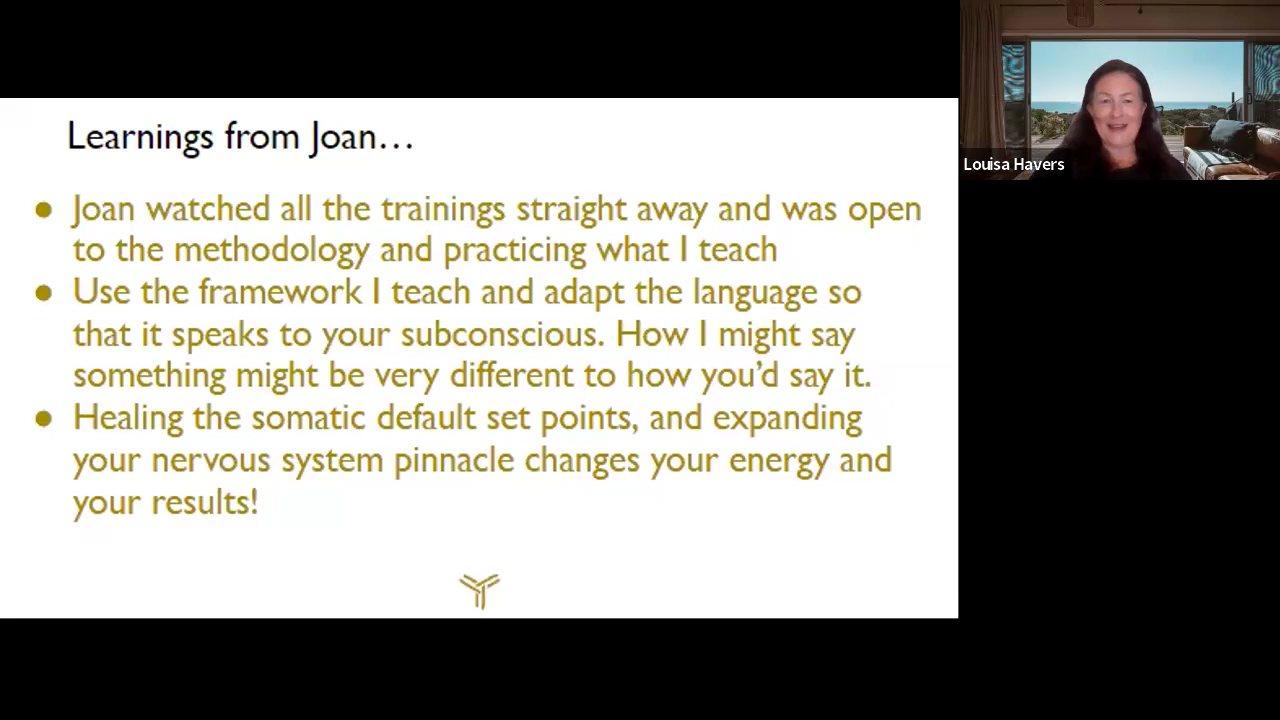 Learnings from Joan...
● Joan watched all the trainings straight away and was open
to the methodology and practicing what I teach
● Use the framework I teach and adapt the language so
that it speaks to your subconscious. How I might say
something might be very different to how you'd say it.
● Healing the somatic default set points, and expanding
your nervous system pinnacle changes your energy and
your results!
Louisa Havers